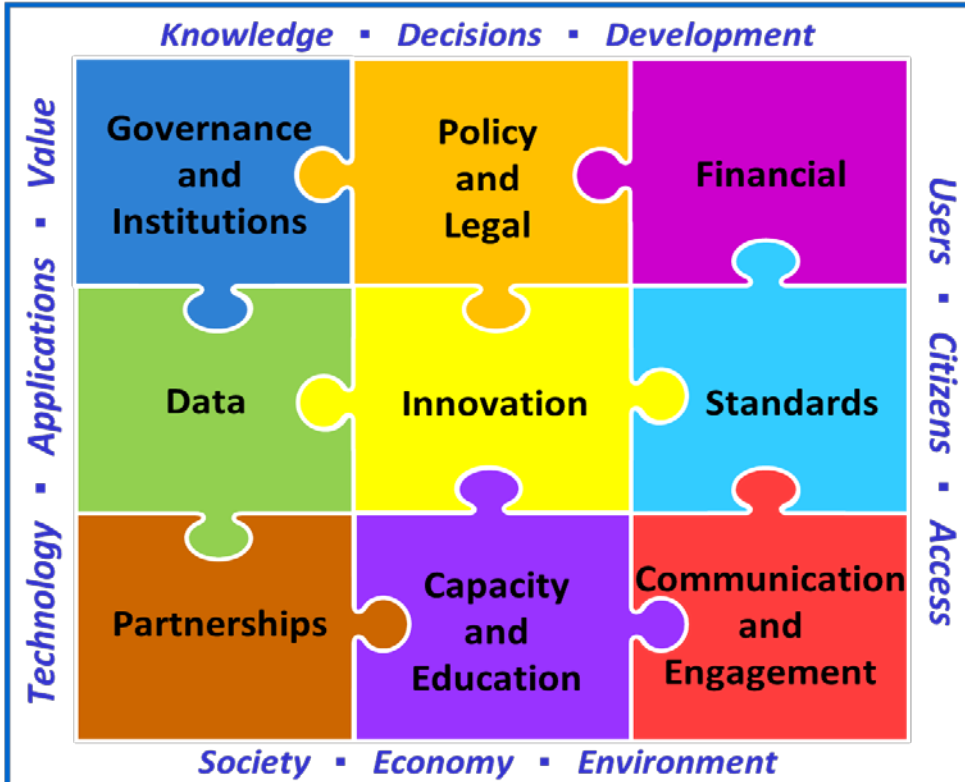 Knowledge ▪ Decisions ▪ Development
Technology ▪ Applications ▪ Value
Governance
and
Institutions
Policy
and
Legal
Financial
Users ▪ Citizens ▪ Access
Data
Innovation
Standards
Partnerships
Capacity
and
Education
Communication
and
Engagement
Society ▪ Economy ▪ Environment